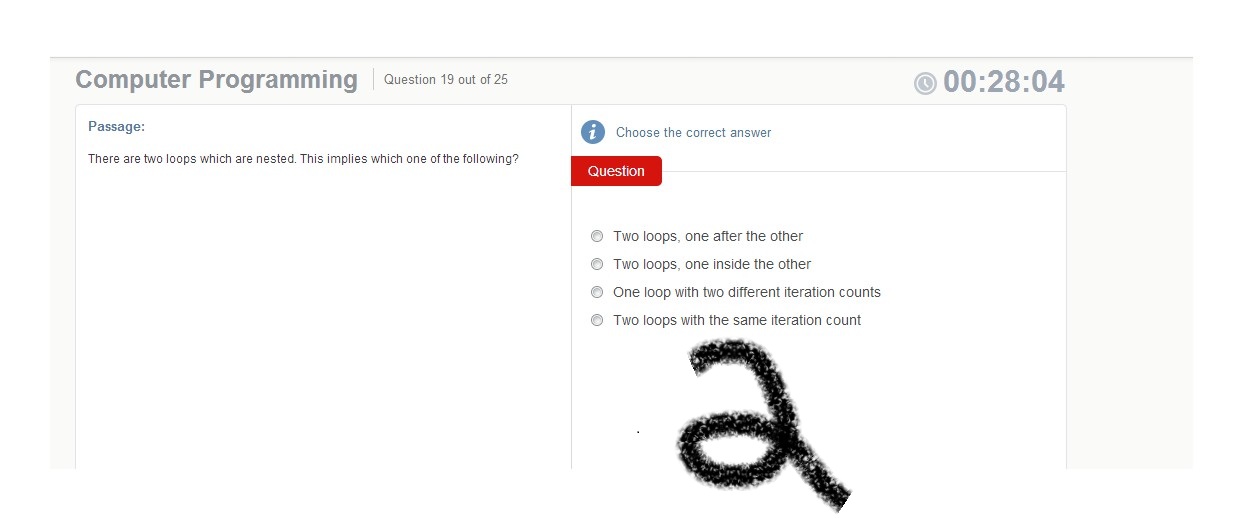 Computer Programming Question 19 out of 25 00:28:04
Passage:
There are two loops which are nested. This implies which one of the following?
Choose the correct answer
Question
Two loops, one after the other
Two loops, one inside the other
One loop with two different iteration counts
Two loops with the same iteration count
2